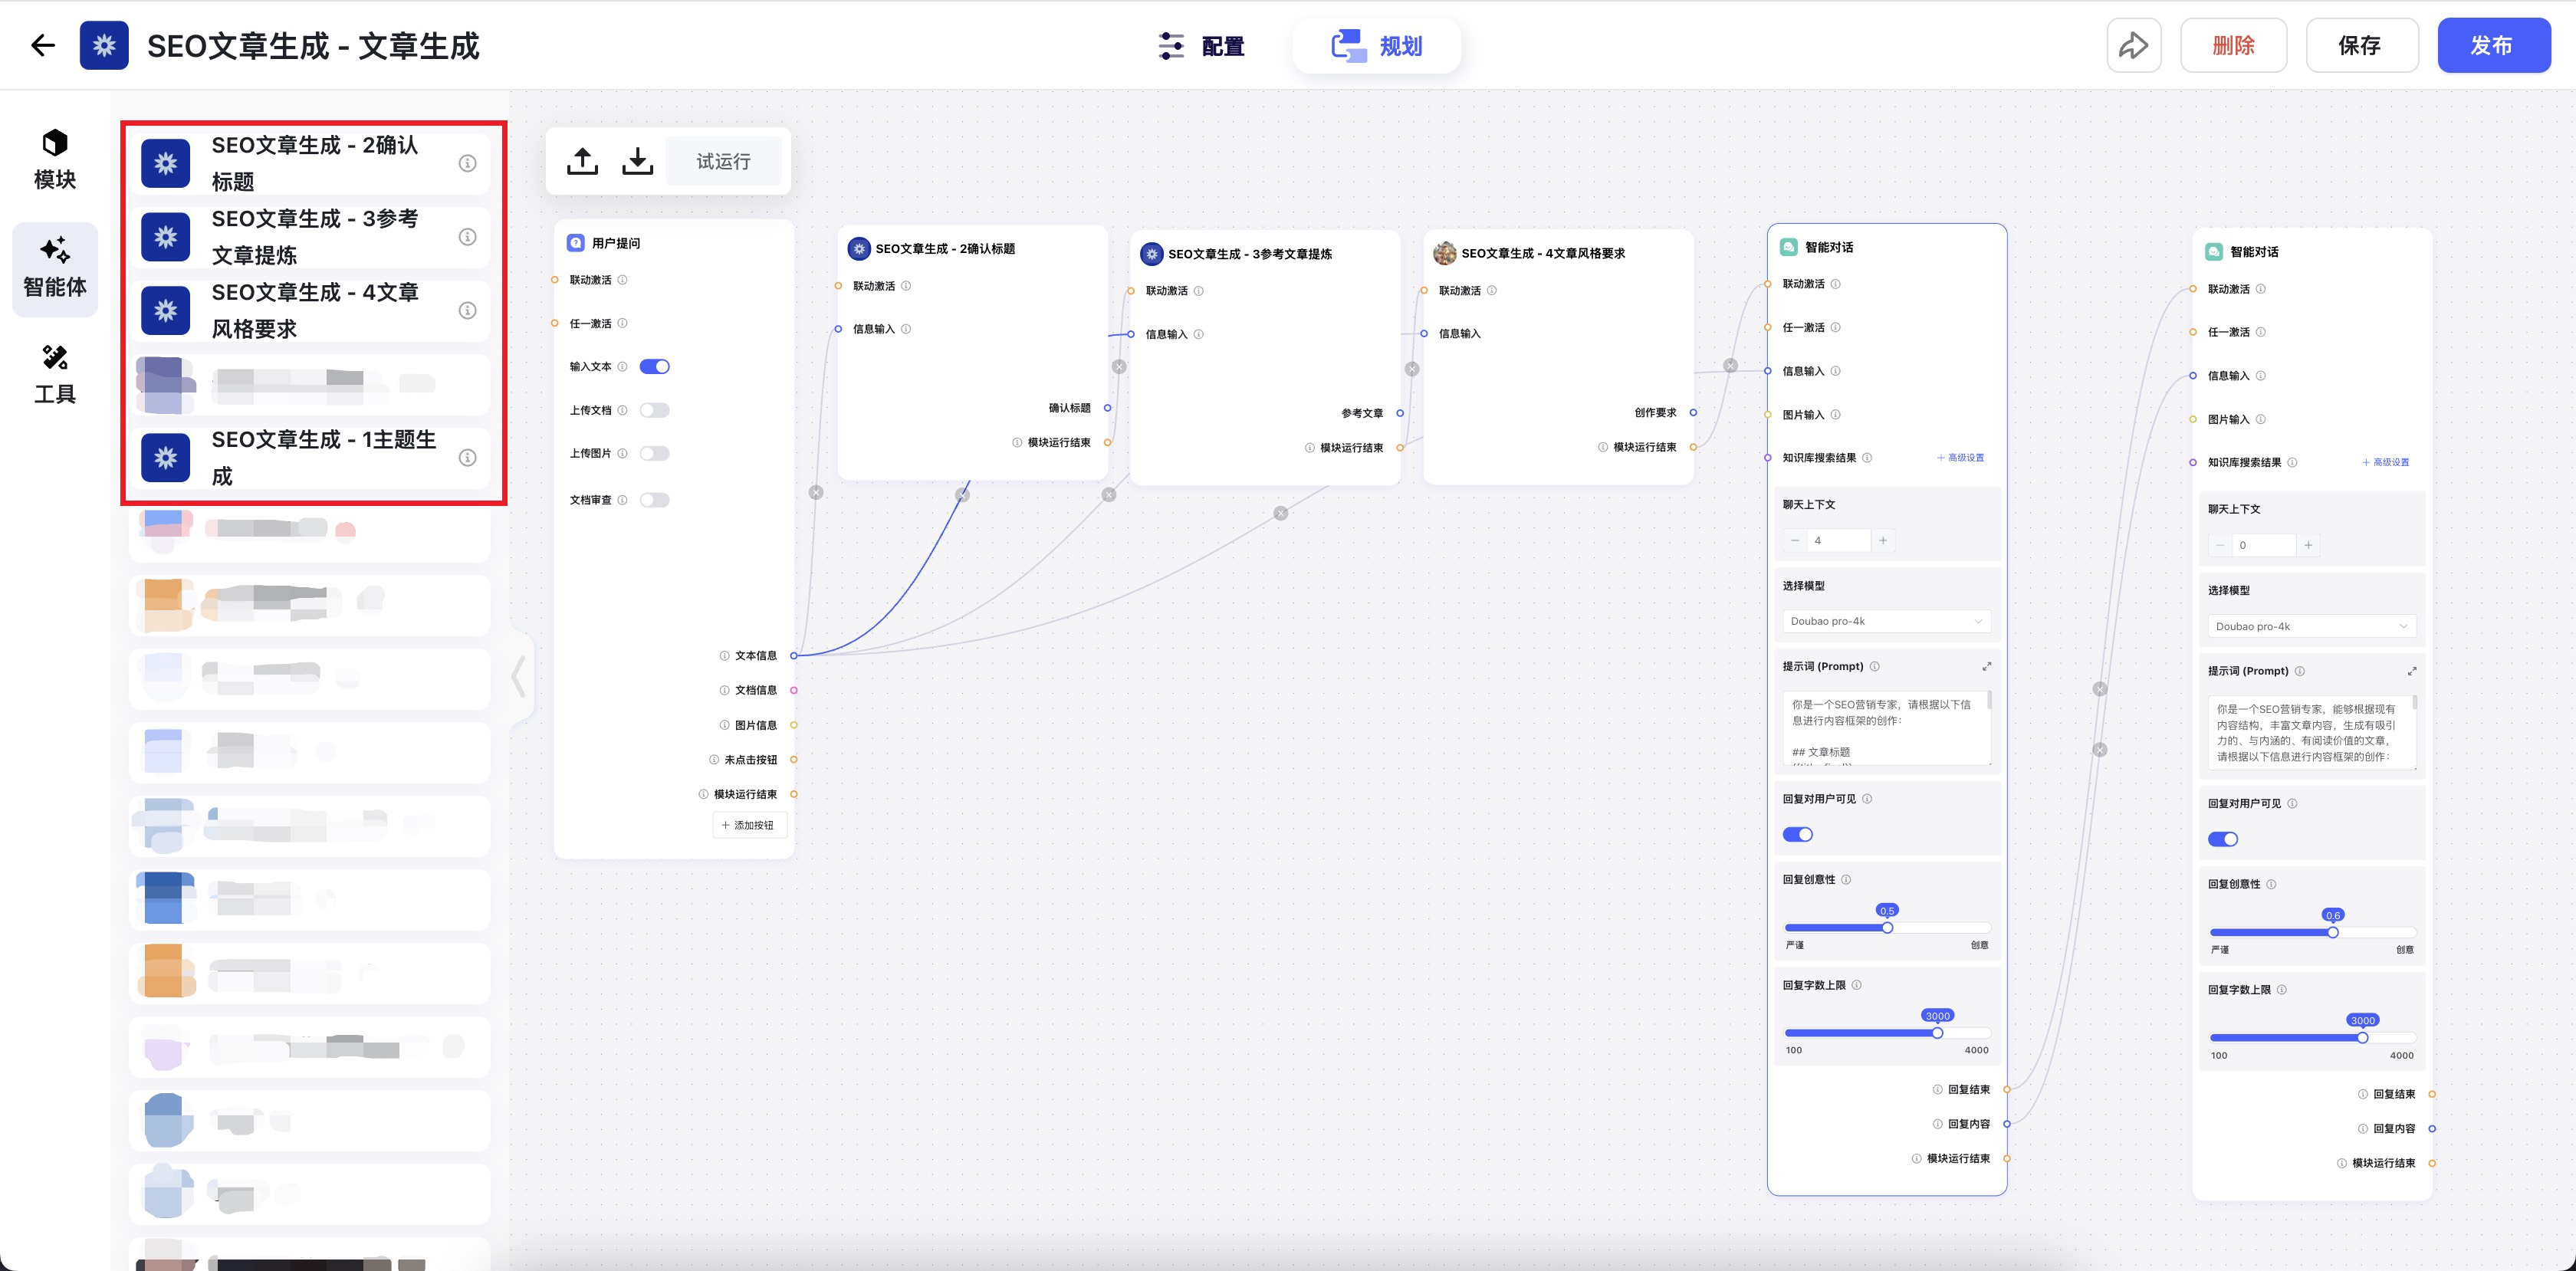 SEO文章生成 - 文章生成
配置
规划
删除
保存
发布
模块
智能体
工具
SEO文章生成 - 2确认
标题
SEO文章生成 - 3参考
文章提炼
SEO文章生成 - 4文章
风格要求
SEO文章生成 - 1主题生
成
试运行
用户提问
联动激活
任一激活
输入文本
上传文档
上传图片
文档审查
文本信息
文档信息
图片信息
未点击按钮
模块运行结束
+ 添加按钮
SEO文章生成 - 2确认标题
联动激活
信息输入
确认标题
模块运行结束
SEO文章生成 - 3参考文章提炼
联动激活
信息输入
参考文章
模块运行结束
SEO文章生成 - 4文章风格要求
联动激活
信息输入
创作要求
模块运行结束
智能对话
联动激活
任一激活
信息输入
图片输入
知识库搜索结果
+ 高级设置
聊天上下文
4
选择模型
Doubao pro-4k
提示词 (Prompt)
你是一个SEO营销专家，请根据以下信
息进行内容框架的创作：
## 文章标题
回复对用户可见
回复创意性
0.5
严谨
创意
回复字数上限
3000
100
4000
回复结束
回复内容
模块运行结束
智能对话
联动激活
任一激活
信息输入
图片输入
知识库搜索结果
+ 高级设置
聊天上下文
0
选择模型
Doubao pro-4k
提示词 (Prompt)
你是一个SEO营销专家，能够根据现有
内容结构，丰富文章内容，生成有吸引
力的、与内涵的、有阅读价值的文章，
请根据以下信息进行内容框架的创作：
回复对用户可见
回复创意性
0.6
严谨
创意
回复字数上限
3000
100
4000
回复结束
回复内容
模块运行结束